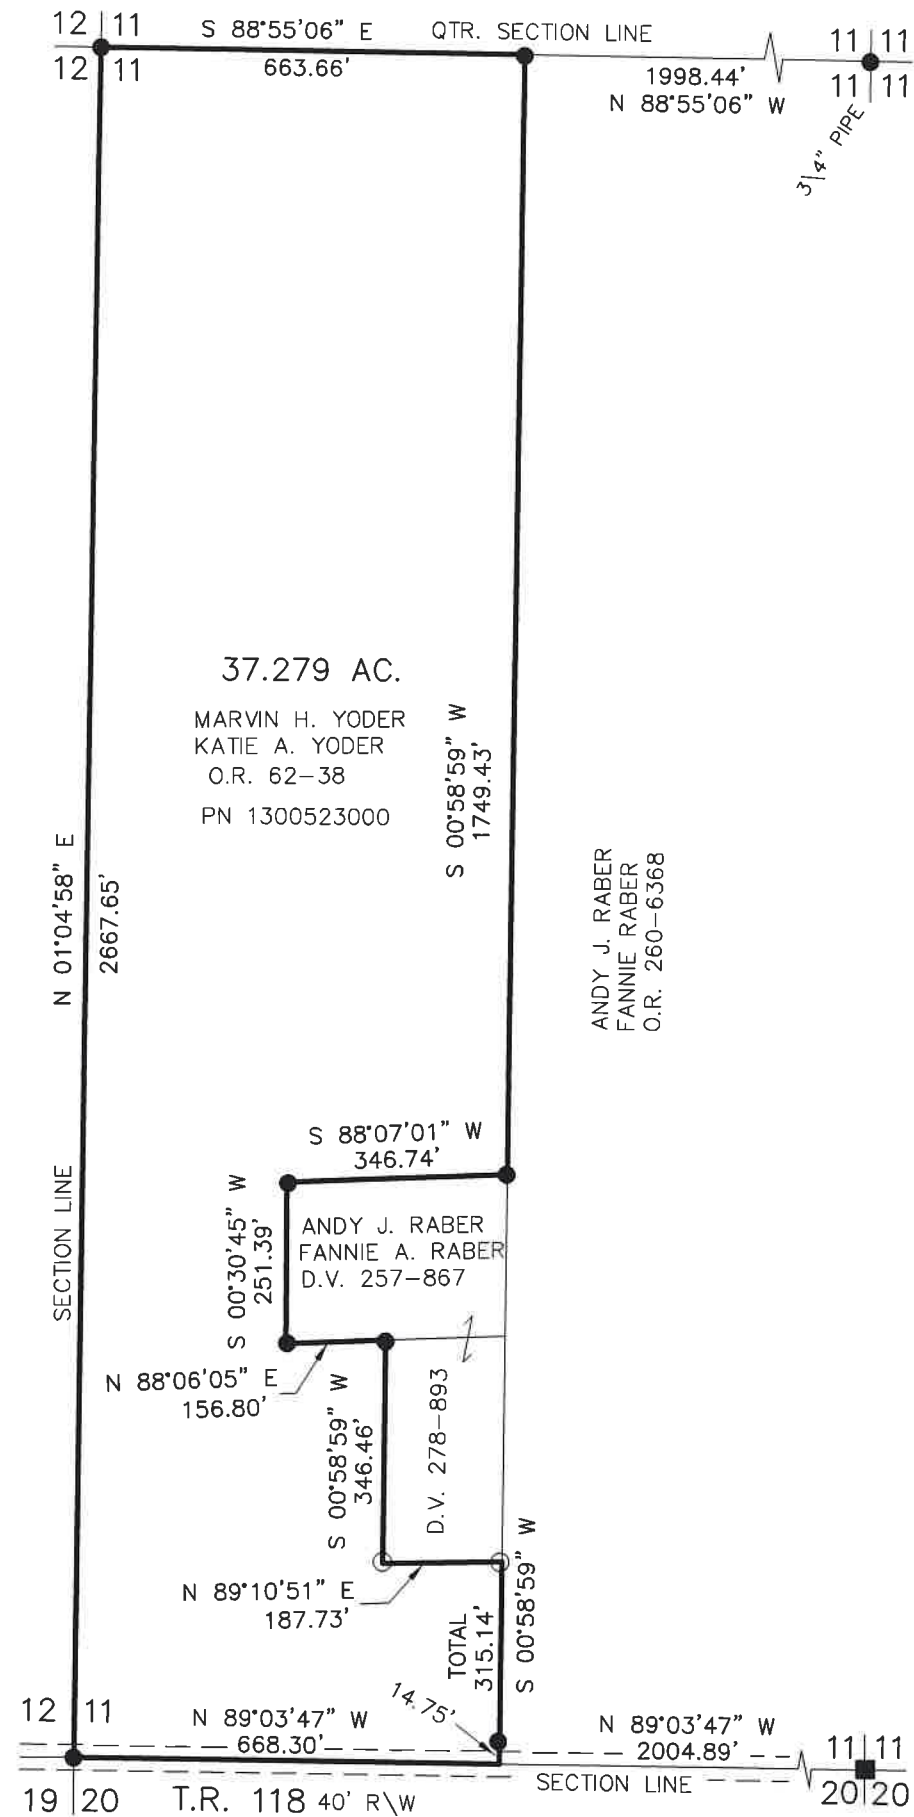 12 11
S 88°55'06" E
QTR. SECTION LINE
11 11
12 11
663.66'
1998.44'
11 11
N 88°55'06" W
3\4" PIPE
37.279 AC.
MARVIN H. YODER
KATIE A. YODER
O.R. 62-38
PN 1300523000
S 00°58'59" W
1749.43'
N 01°04'58" E
2667.65'
SECTION LINE
ANDY J. RABER
FANNIE RABER
O.R. 260-6368
S 88°07'01" W
346.74'
S 00°30'45" W
251.39'
ANDY J. RABER
FANNIE A. RABER
D.V. 257-867
N 88°06'05" E
156.80'
S 00°58'59" W
346.46'
D.V. 278-893
N 89°10'51" E
187.73'
TOTAL
315.14'
S 00°58'59" W
14.75'
12 11
N 89°03'47" W
668.30'
N 89°03'47" W
2004.89'
11 11
SECTION LINE
20 20
19 20
T.R. 118 40' R\W